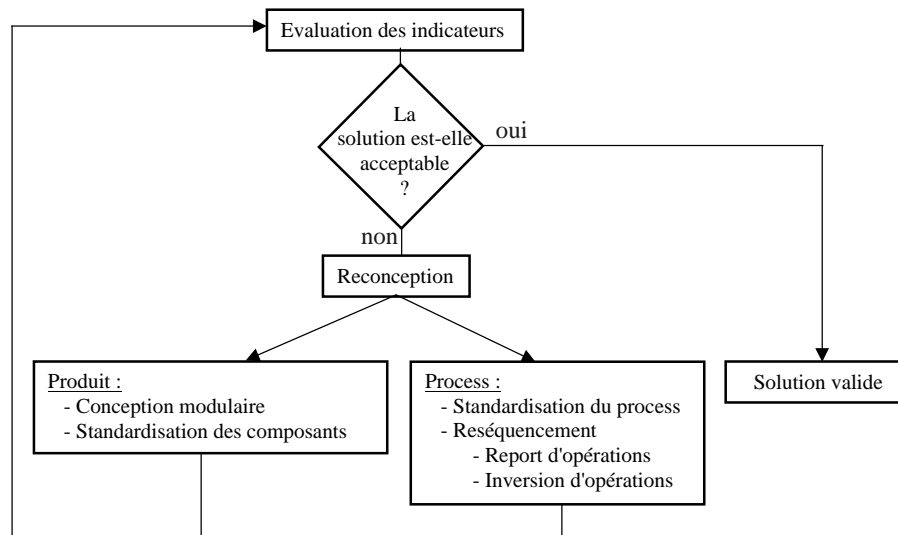 Evaluation des indicateurs
La
solution est-elle
acceptable
?
oui
non
Reconception
Produit :
- Conception modulaire
- Standardisation des composants
Process :
- Standardisation du process
- Reséquencement
- Report d'opérations
- Inversion d'opérations
Solution valide